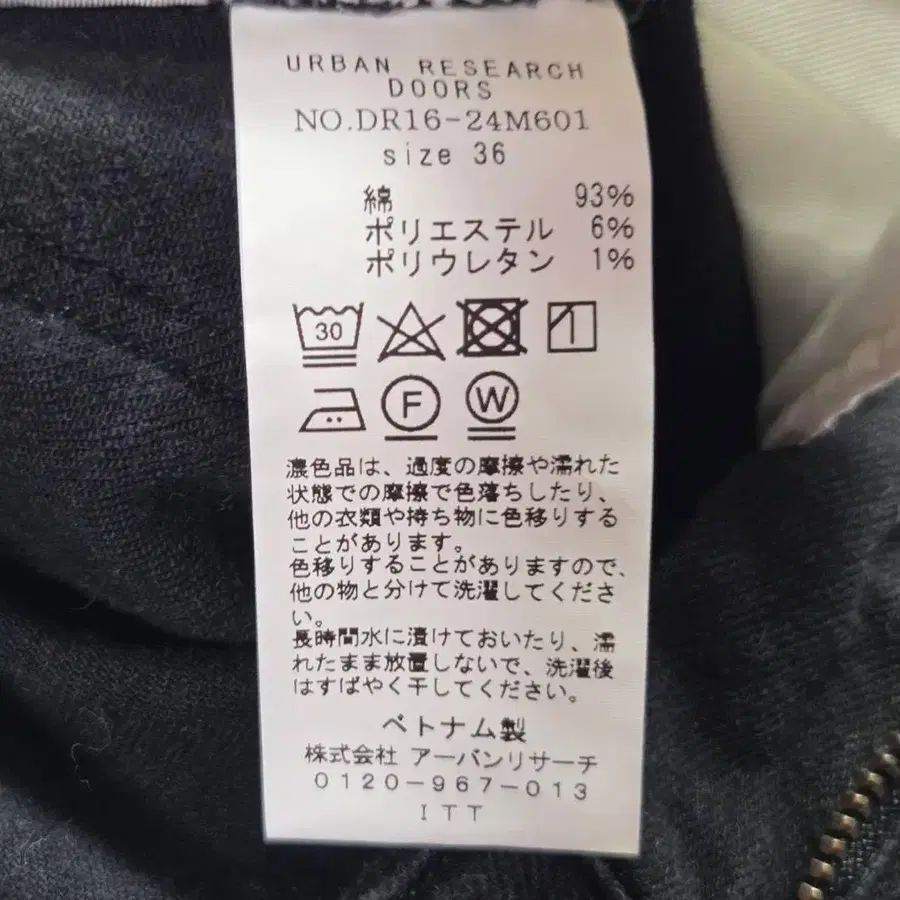 URBAN RESEARCH
DOORS
NO.DR16-24M601
size 36
綿 93%
ポリエステル 6%
ポリウレタン 1%
30
F
W
濃色品は、過度の摩擦や濡れた
状態での摩擦で色落ちしたり、
他の衣類や持ち物に色移りする
ことがあります。
色移りすることがありますので、
他の物と分けて洗濯してくださ
い。
長時間水に漬けておいたり、濡
れたまま放置しないで、洗濯後
はすばやく干してください。
ベトナム製
株式会社 アーバンリサーチ
0120-967-013
ITT